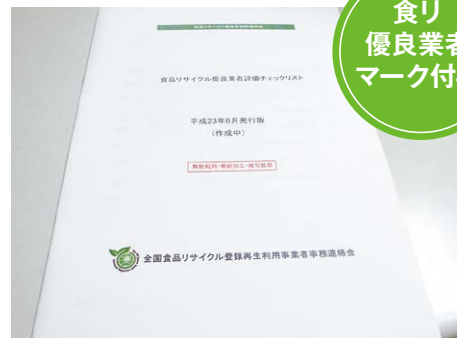 食品リサイクル優良業者評価チェックリスト
平成23年6月発行版
(作成中)
無断転用・無断加工・複写厳禁
全国食品リサイクル登録再生利用事業者事務連絡会
食リ
優良業者
マーク付